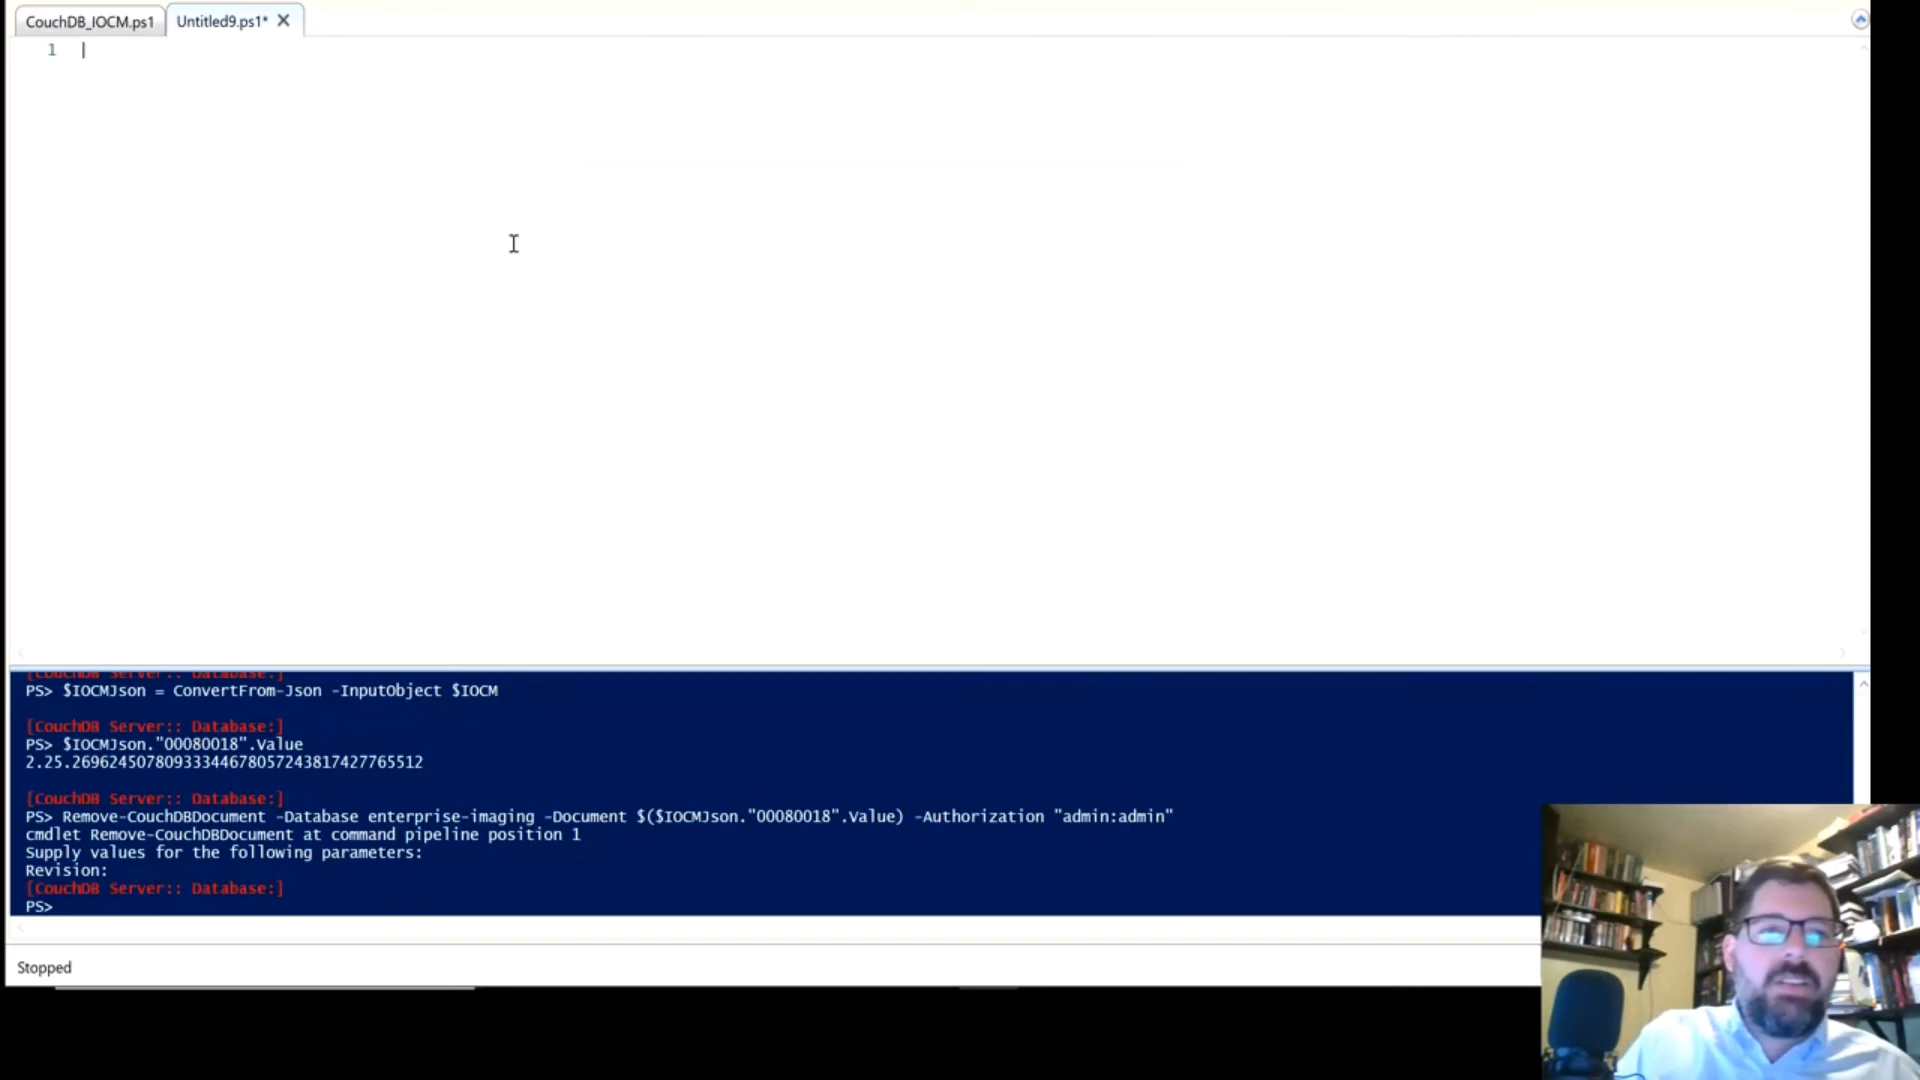 CouchDB_IOCM.ps1
Untitled9.ps1*
1
[CouchDB Server:: Database:]
PS> $IOCMJson = ConvertFrom-Json -InputObject $IOCM
[CouchDB Server:: Database:]
PS> $IOCMJson."00080018".Value
2.25.269624507809333446780572438174277655​12
[CouchDB Server:: Database:]
PS> Remove-CouchDBDocument -Database enterprise-imaging -Document $($IOCMJson."00080018".Value) -Authorization "admin:admin"
cmdlet Remove-CouchDBDocument at command pipeline position 1
Supply values for the following parameters:
Revision:
[CouchDB Server:: Database:]
PS>
Stopped